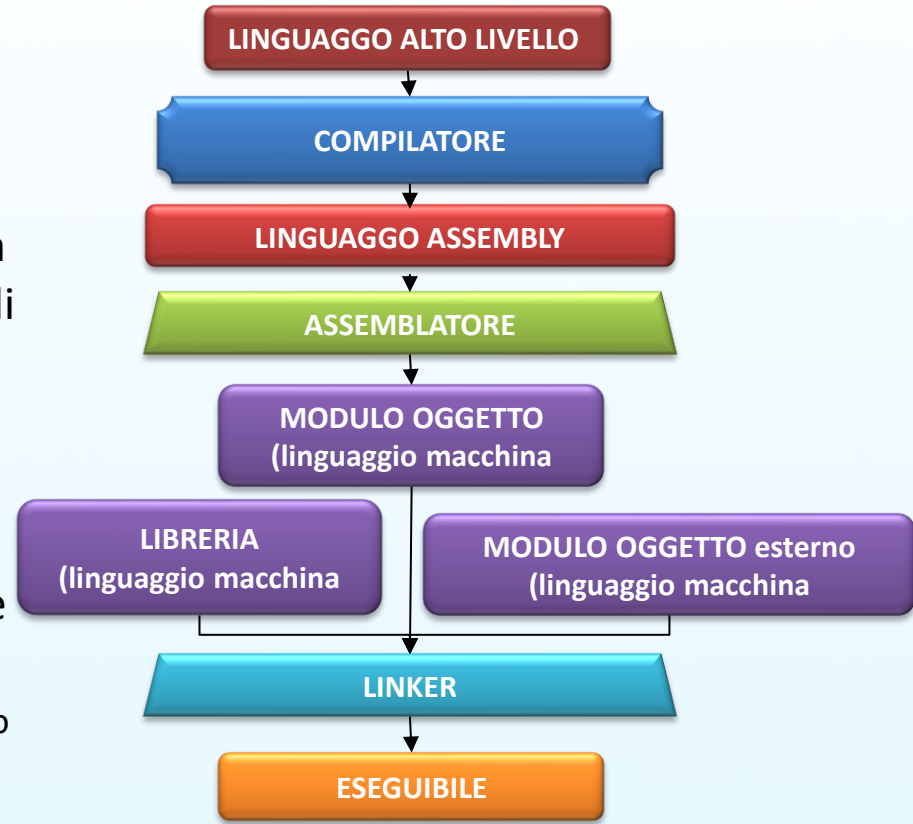 LINGUAGGO ALTO LIVELLO
COMPILATORE
LINGUAGGO ASSEMBLY
ASSEMBLATORE
MODULO OGGETTO
(linguaggio macchina
LIBRERIA
(linguaggio macchina
MODULO OGGETTO esterno
(linguaggio macchina
LINKER
ESEGUIBILE